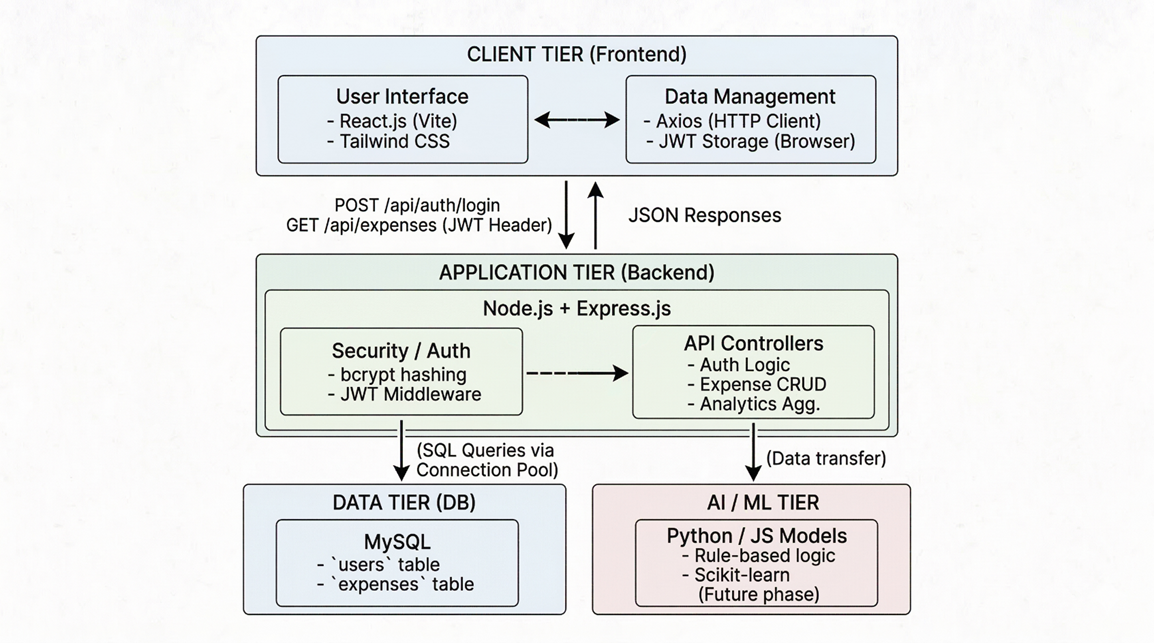 CLIENT TIER (Frontend)
User Interface
- React.js (Vite)
- Tailwind CSS
Data Management
- Axios (HTTP Client)
- JWT Storage (Browser)
POST /api/auth/login
GET /api/expenses (JWT Header)
JSON Responses
APPLICATION TIER (Backend)
Node.js + Express.js
Security / Auth
- bcrypt hashing
- JWT Middleware
API Controllers
- Auth Logic
- Expense CRUD
- Analytics Agg.
(SQL Queries via
Connection Pool)
(Data transfer)
DATA TIER (DB)
MySQL
- `users` table
- `expenses` table
AI / ML TIER
Python / JS Models
- Rule-based logic
- Scikit-learn
(Future phase)